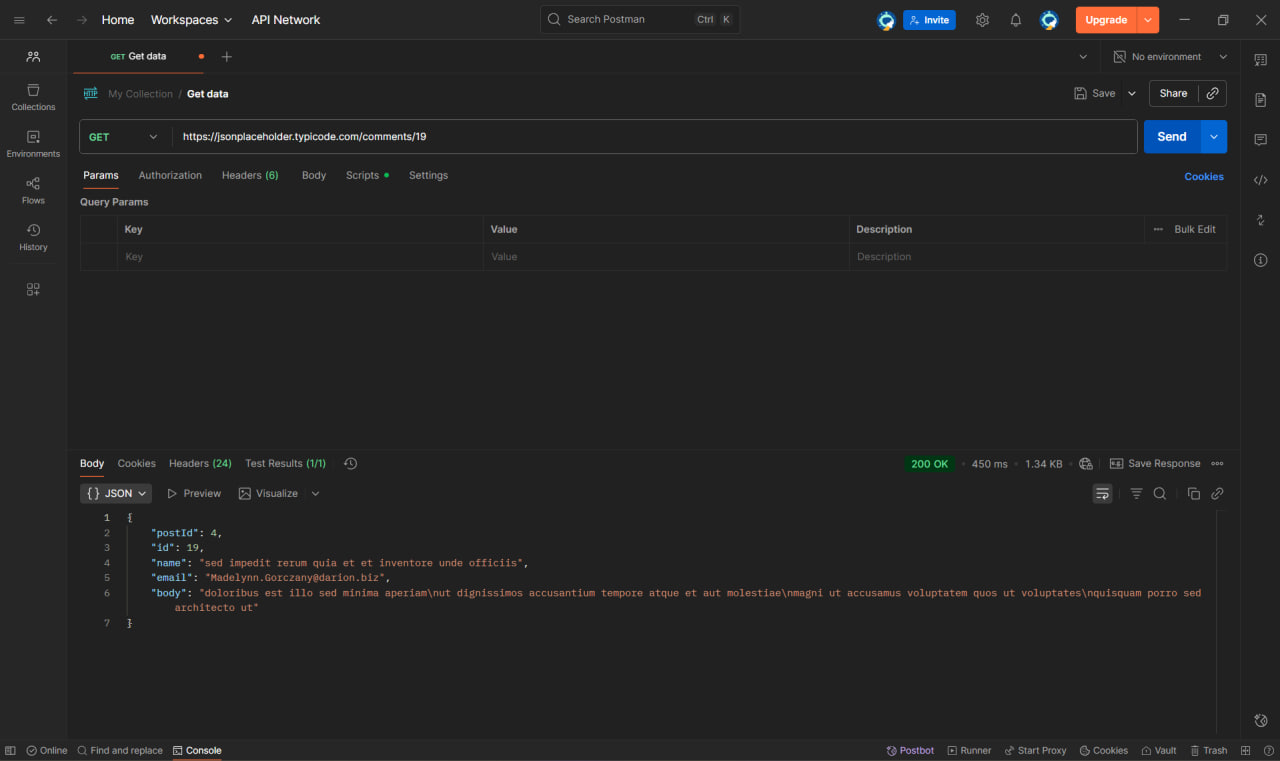 Home Workspaces API Network Search Postman Ctrl K Invite Upgrade
GET Get data No environment
HTTP My Collection / Get data Save Share
GET https://jsonplaceholder.typicode.com/comments/19 Send
Params Authorization Headers (6) Body Scripts Settings Cookies
Query Params
Key Value Description Bulk Edit
Key Value Description
Collections
Environments
Flows
History
Body Cookies Headers (24) Test Results (1/1) 200 OK 450 ms 1.34 KB e.g. Save Response
{} JSON Preview Visualize
1 {
2 "postId": 4,
3 "id": 19,
4 "name": "sed impedit rerum quia et et inventore unde officiis",
5 "email": "Madelynn.Gorczany@darion.biz",
6 "body": "doloribus est illo sed minima aperiam\nut dignissimos accusantium tempore atque et aut molestiae\nmagni ut accusamus voluptatem quos ut voluptates\nquisquam porro sed
architecto ut"
7 }
Online Find and replace Console Postbot Runner Start Proxy Cookies Vault Trash